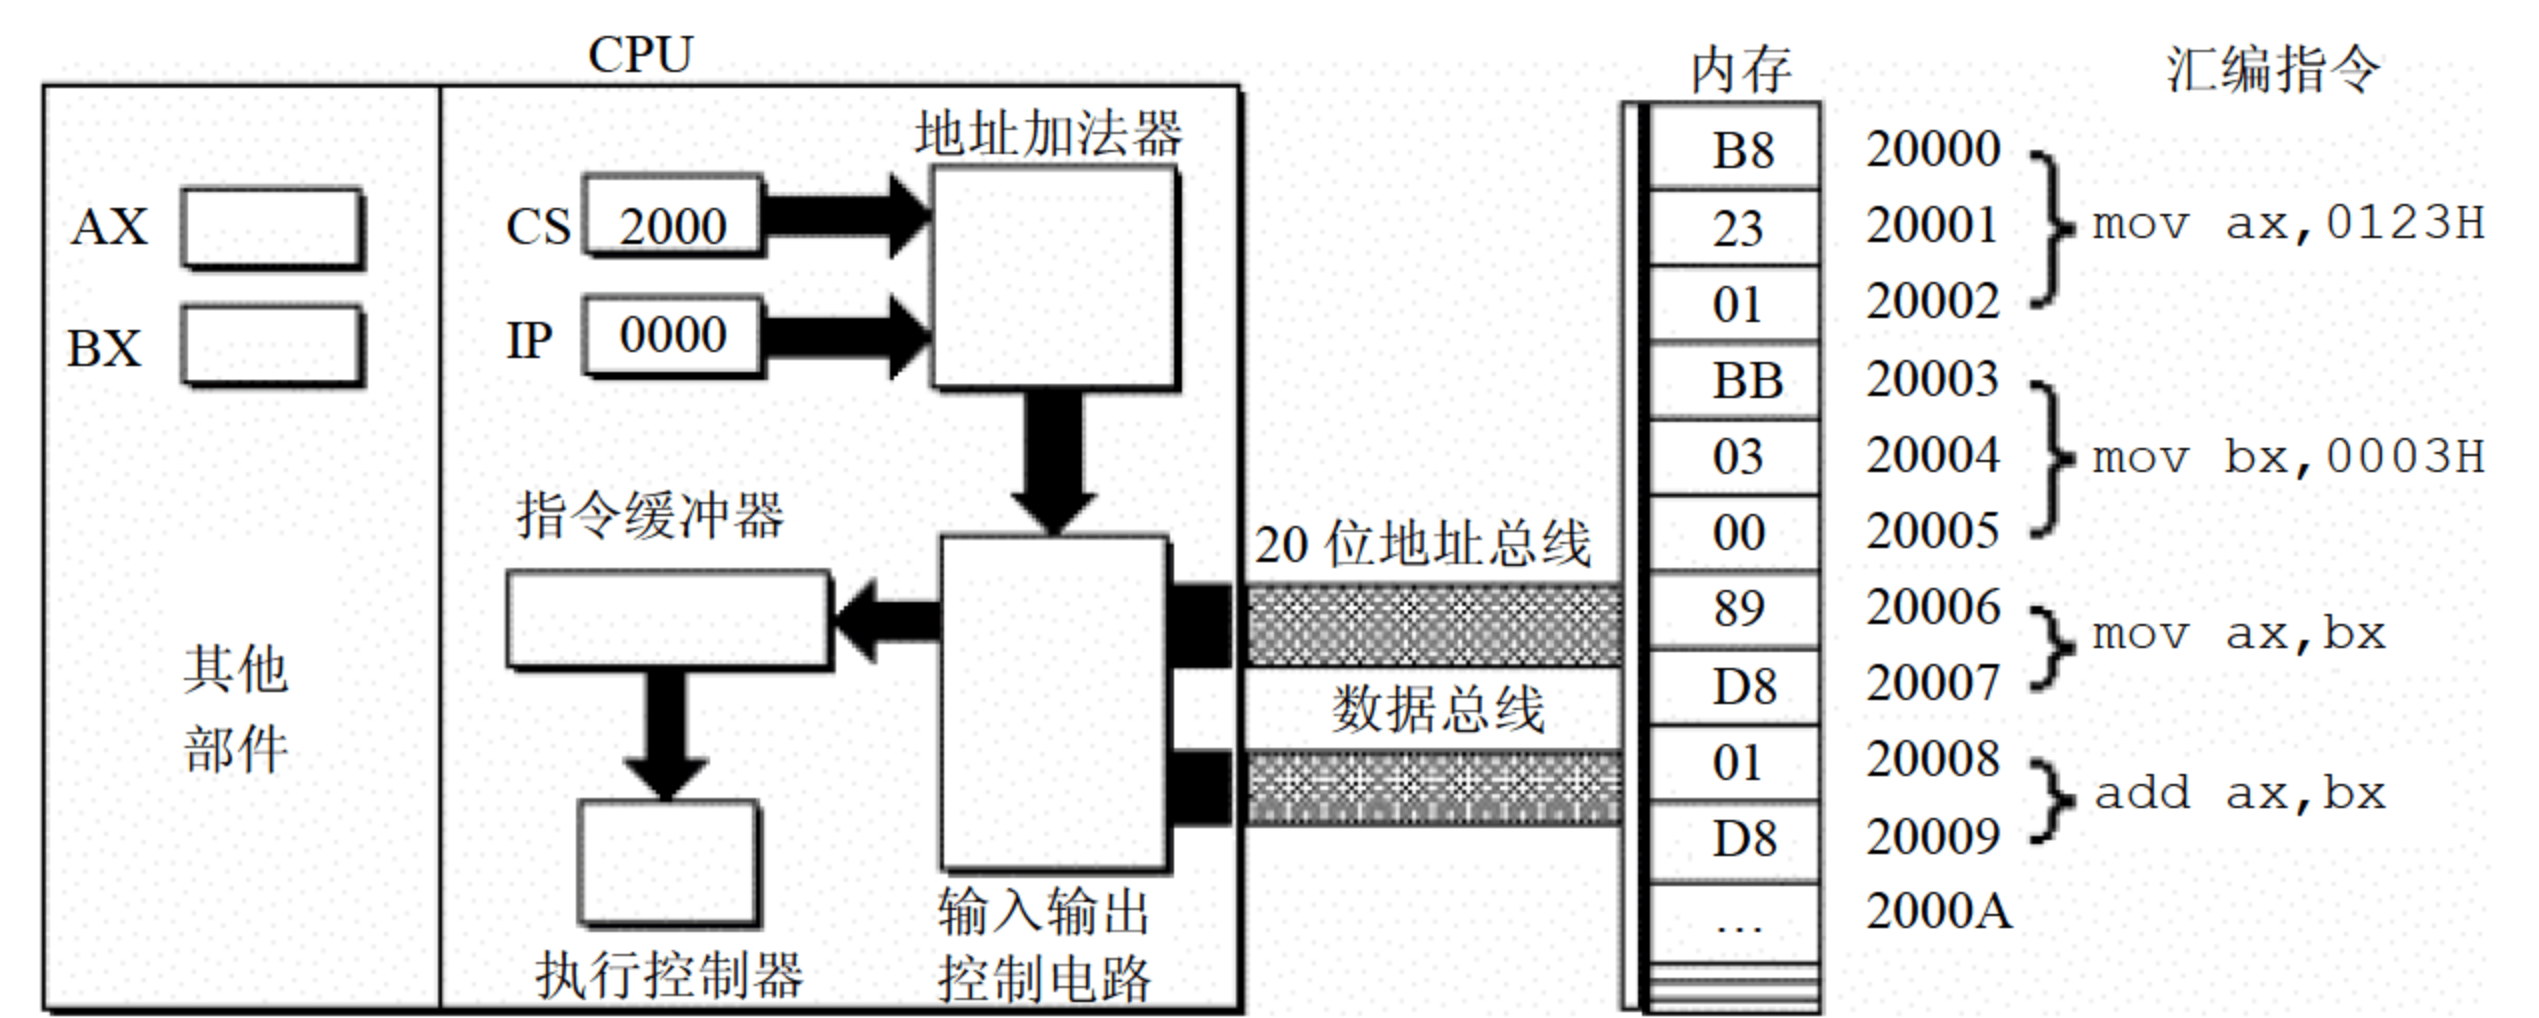 CPU
AX
BX
其他
部件
CS
2000
IP
0000
地址加法器
指令缓冲器
执行控制器
输入输出
控制电路
20 位地址总线
数据总线
内存
汇编指令
B8 20000
23 20001
01 20002
mov ax,0123H
BB 20003
03 20004
00 20005
mov bx,0003H
89 20006
D8 20007
mov ax,bx
01 20008
D8 20009
add ax,bx
… 2000A